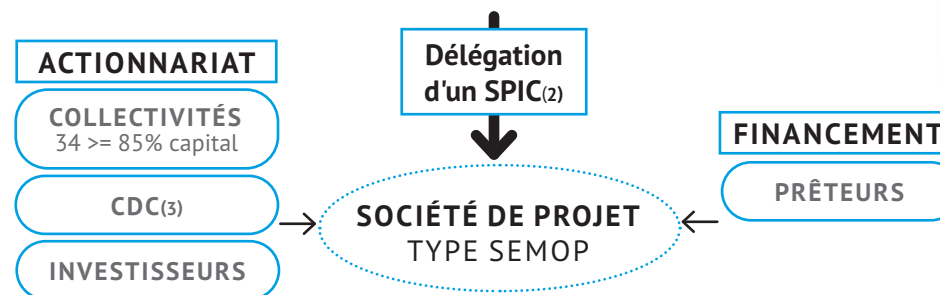 ACTIONNARIAT
COLLECTIVITÉS
34 >= 85% capital
CDC(3)
INVESTISSEURS
Délégation
d'un SPIC(2)
SOCIÉTÉ DE PROJET
TYPE SEMOP
FINANCEMENT
PRÊTEURS